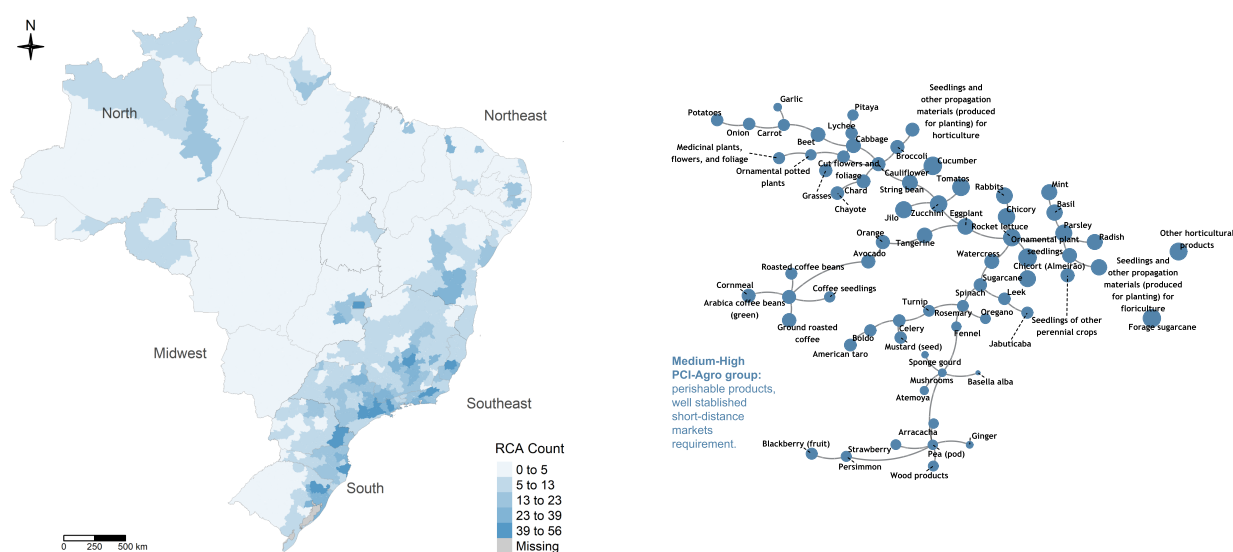 N
North
Northeast
Midwest
Southeast
South
RCA Count
0 to 5
5 to 13
13 to 23
23 to 39
39 to 56
Missing
0 250 500 km
Seedlings and
other propagation
materials (produced
for planting) for
horticulture
Garlic
Pitaya
Potatoes
Onion
Carrot
Lychee
Cabbage
Beet
Broccoli
Medicinal plants,
flowers, and foliage
Cut flowers and
foliage
Cucumber
Cauliflower
Ornamental potted
plants
Tomatos
Grasses
Chard
String bean
Rabbits
Mint
Chayote
Jilo
Zucchini
Eggplant
Chicory
Basil
Orange
Tangerine
Rocket lettuce
Parsley
Radish
Ornamental plant
seedlings
Other horticultural
products
Avocado
Watercress
Chicort (Almeirão)
Seedlings and
other propagation
materials (produced
for planting) for
floriculture
Roasted coffee beans
Sugarcane
Cornmeal
Coffee seedlings
Spinach
Leek
Arabica coffee beans
(green)
Turnip
Rosemary
Oregano
Seedlings of other
perennial crops
Forage sugarcane
Ground roasted
coffee
Celery
Boldo
Fennel
Jabuticaba
American taro
Mustard (seed)
Medium-High
PCI-Agro group:
perishable products,
well stablished
short-distance
markets
requirement.
Sponge gourd
Mushrooms
Basella alba
Atemoya
Arracacha
Ginger
Blackberry (fruit)
Strawberry
Pea (pod)
Persimmon
Wood products